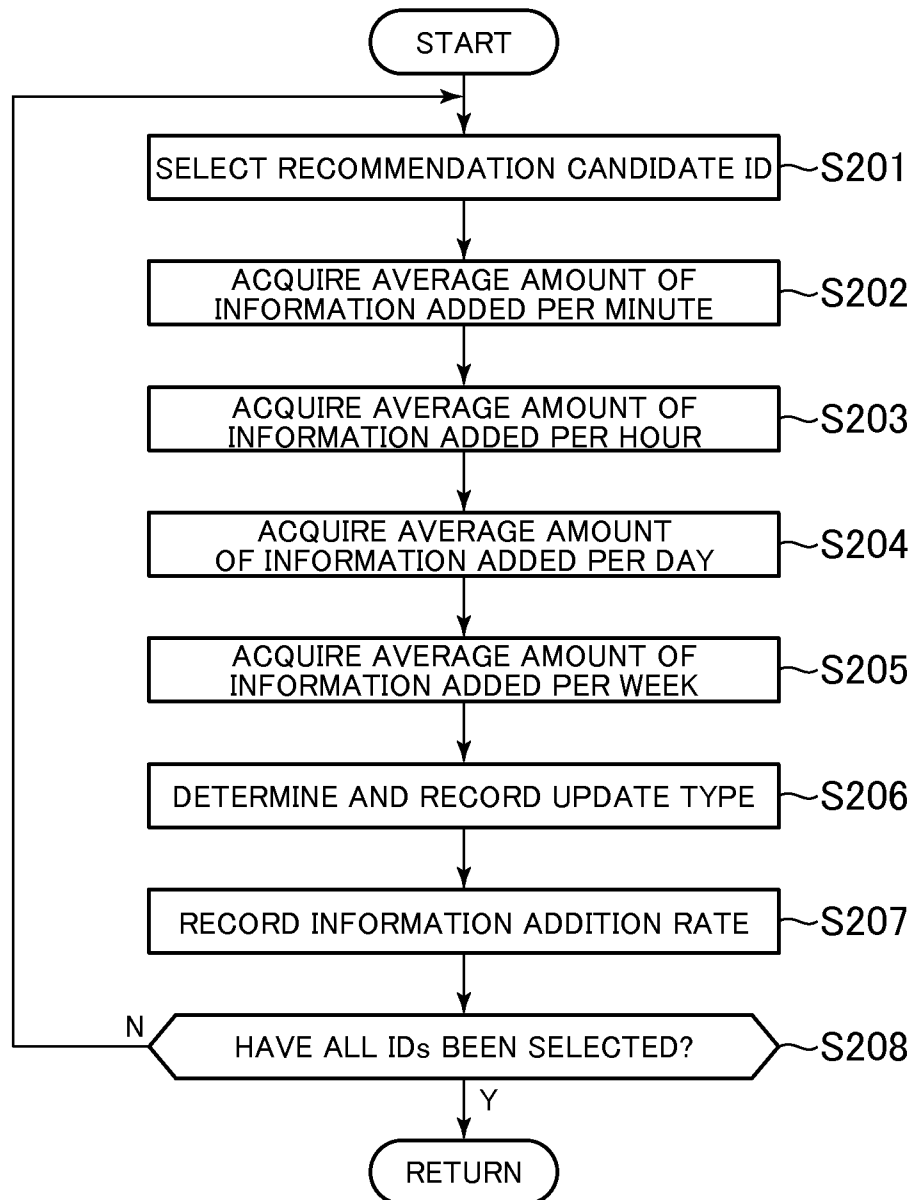 START
SELECT RECOMMENDATION CANDIDATE ID
S201
ACQUIRE AVERAGE AMOUNT OF
INFORMATION ADDED PER MINUTE
S202
ACQUIRE AVERAGE AMOUNT OF
INFORMATION ADDED PER HOUR
S203
ACQUIRE AVERAGE AMOUNT
OF INFORMATION ADDED PER DAY
S204
ACQUIRE AVERAGE AMOUNT OF
INFORMATION ADDED PER WEEK
S205
DETERMINE AND RECORD UPDATE TYPE
S206
RECORD INFORMATION ADDITION RATE
S207
N
HAVE ALL IDs BEEN SELECTED?
S208
Y
RETURN